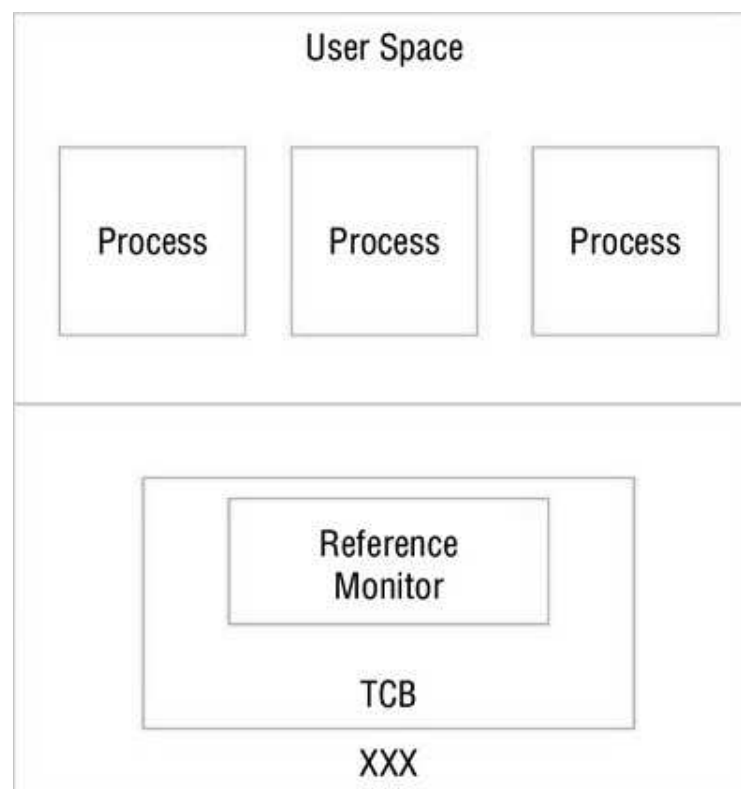 User Space
Process
Process
Process
Reference
Monitor
TCB
XXX